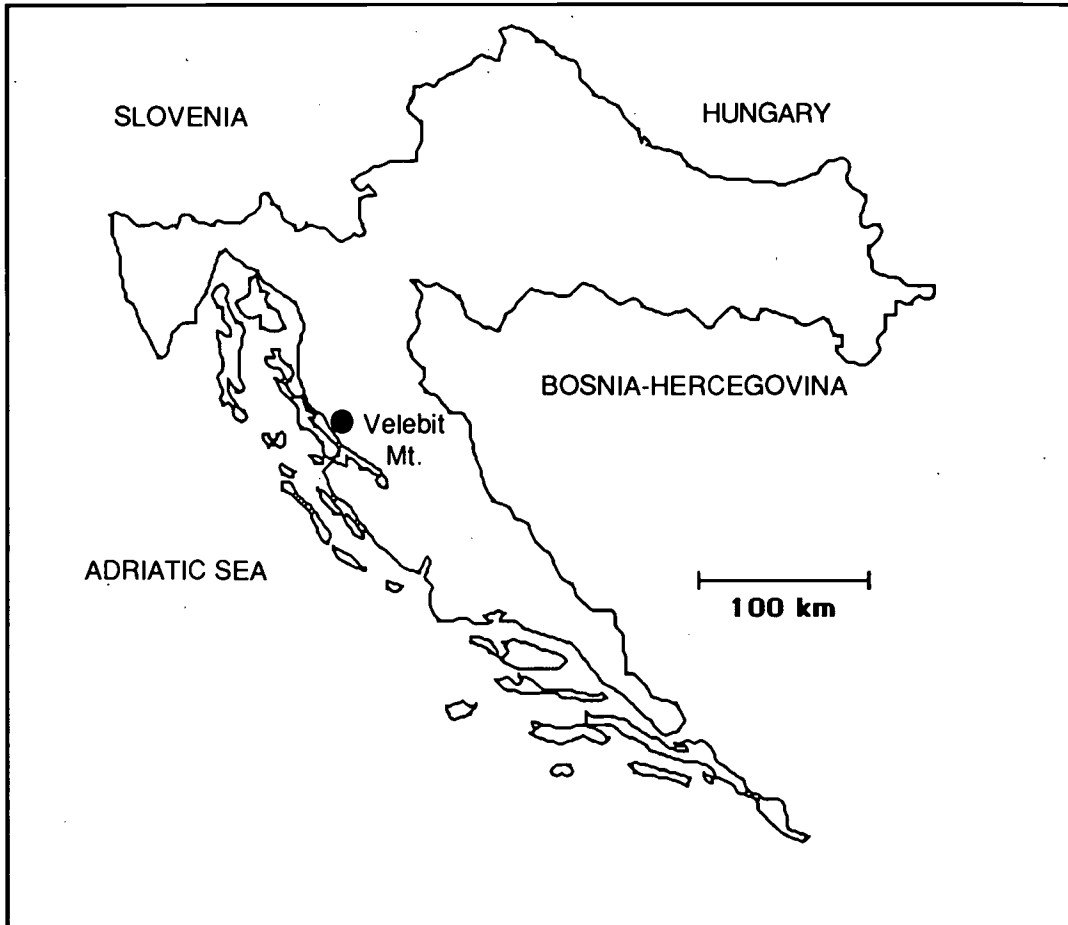 SLOVENIA
HUNGARY
BOSNIA-HERCEGOVINA
Velebit
Mt.
ADRIATIC SEA
100 km